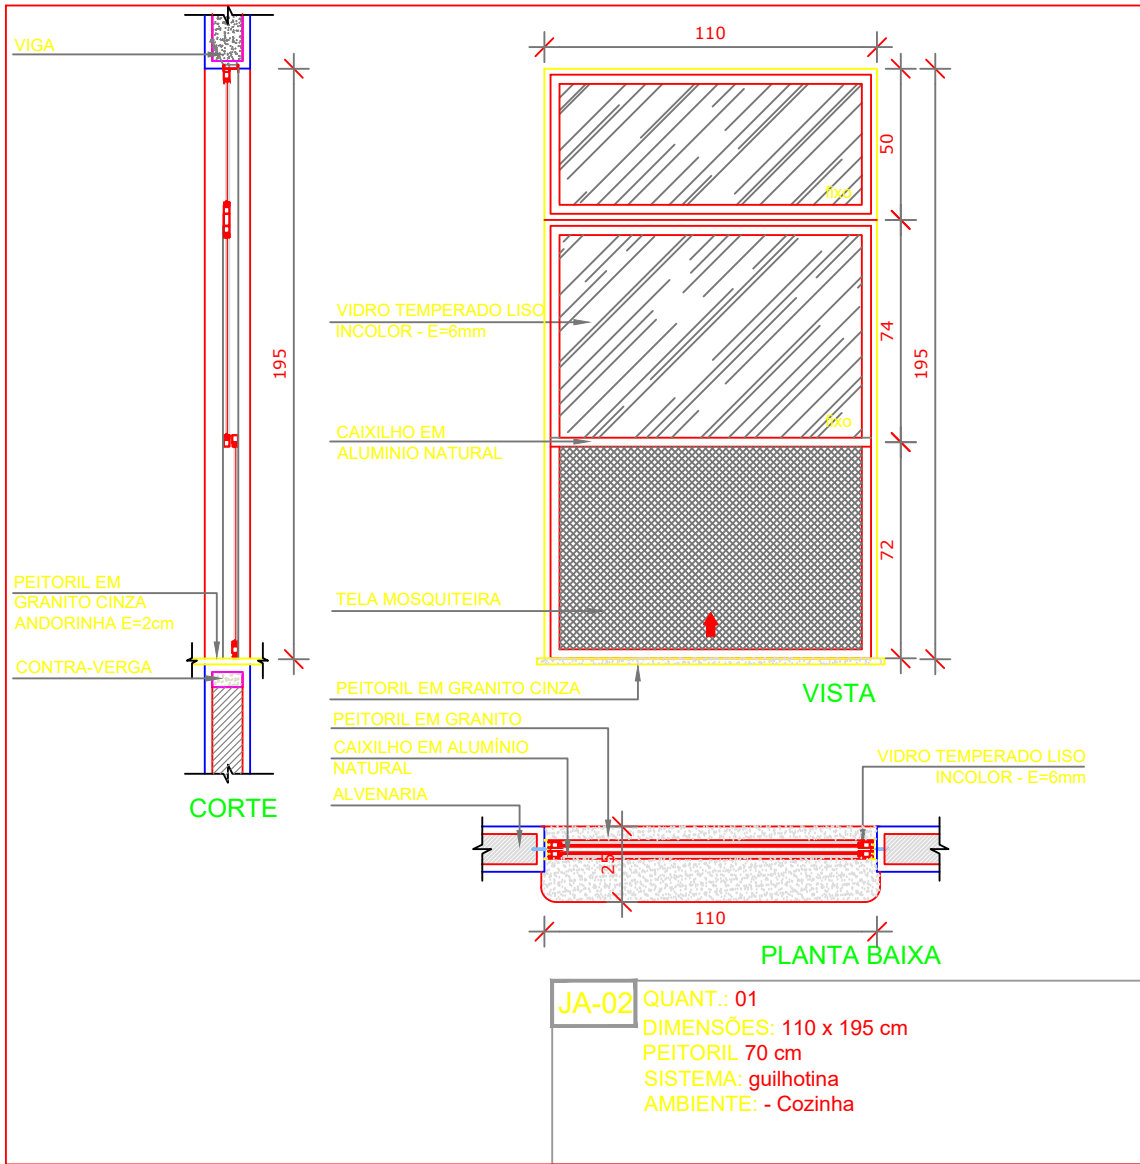 VIGA
195
PEITORIL EM
GRANITO CINZA
ANDORINHA E=2cm
CONTRA-VERGA
CORTE
110
50
fixo
VIDRO TEMPERADO LISO
INCOLOR - E=6mm
74
195
fixo
CAIXILHO EM
ALUMINIO NATURAL
72
TELA MOSQUITEIRA
PEITORIL EM GRANITO CINZA
VISTA
PEITORIL EM GRANITO
CAIXILHO EM ALUMÍNIO
NATURAL
ALVENARIA
VIDRO TEMPERADO LISO
INCOLOR - E=6mm
25
110
PLANTA BAIXA
JA-02
QUANT.: 01
DIMENSÕES: 110 x 195 cm
PEITORIL 70 cm
SISTEMA: guilhotina
AMBIENTE: - Cozinha